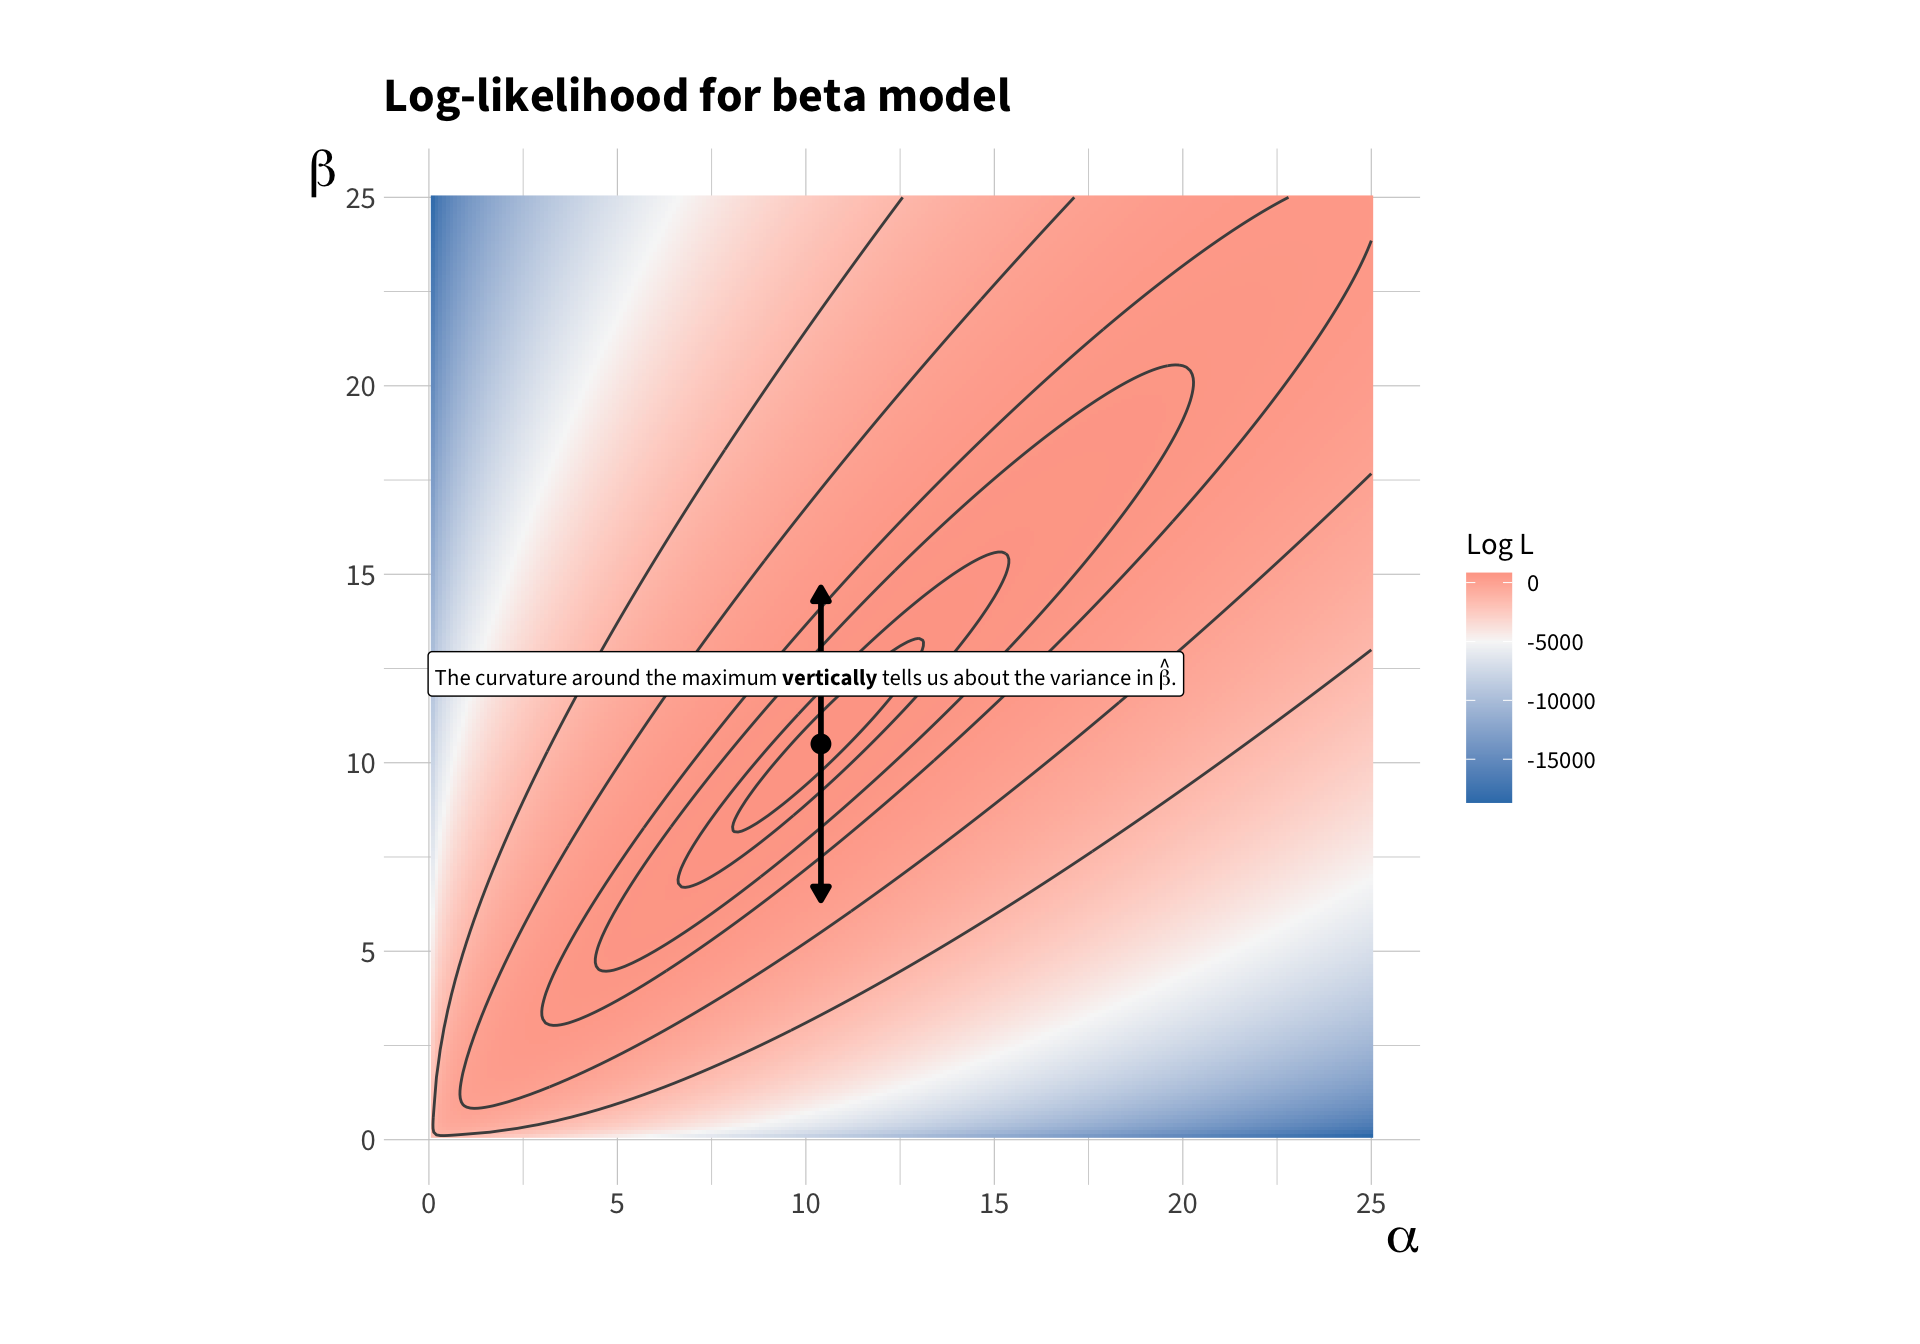 Log-likelihood for beta model
β
25
20
15
10
5
0
The curvature around the maximum vertically tells us about the variance in β̂.
0 5 10 15 20 25
α
Log L
0
-5000
-10000
-15000